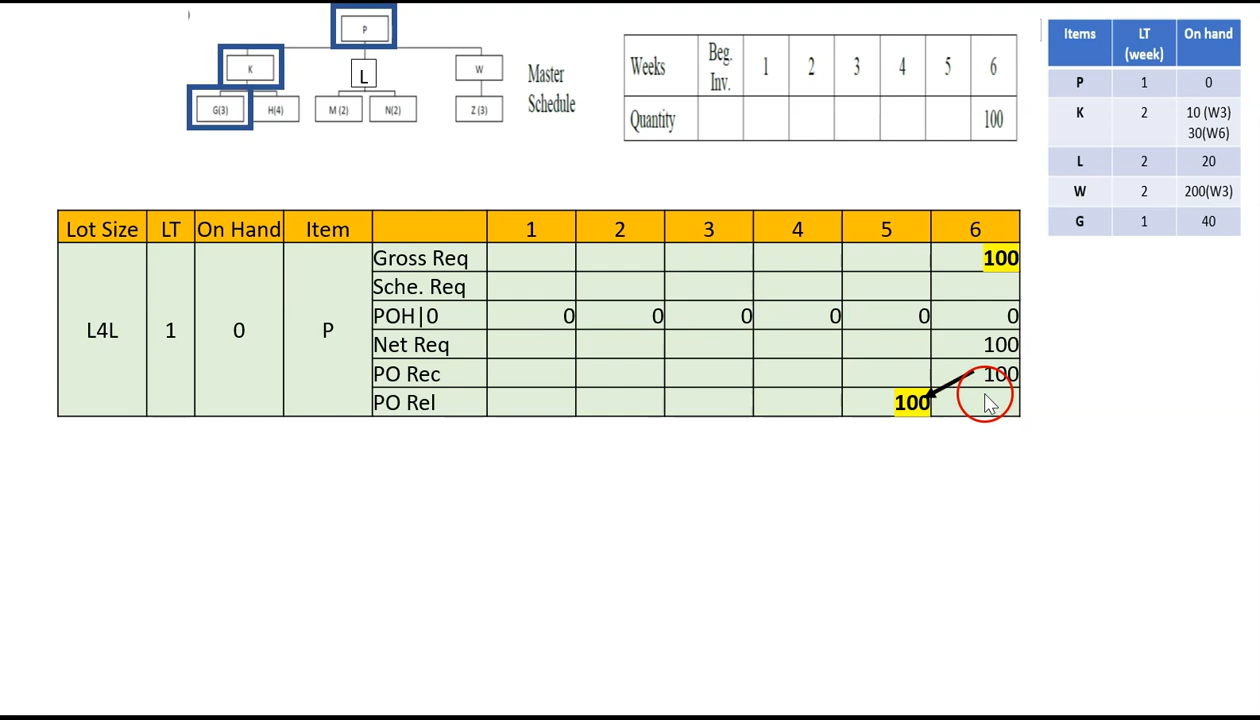 P
K
L
W
G(3)
H(4)
M (2)
N(2)
Z (3)
Master
Schedule
Weeks Beg. Inv. 1 2 3 4 5 6
Quantity 100
Items LT (week) On hand
P 1 0
K 2 10 (W3) 30(W6)
L 2 20
W 2 200(W3)
G 1 40
Lot Size LT On Hand Item 1 2 3 4 5 6
L4L 1 0 P
Gross Req 100
Sche. Req
POH|0 0 0 0 0 0 0
Net Req 100
PO Rec 100
PO Rel 100